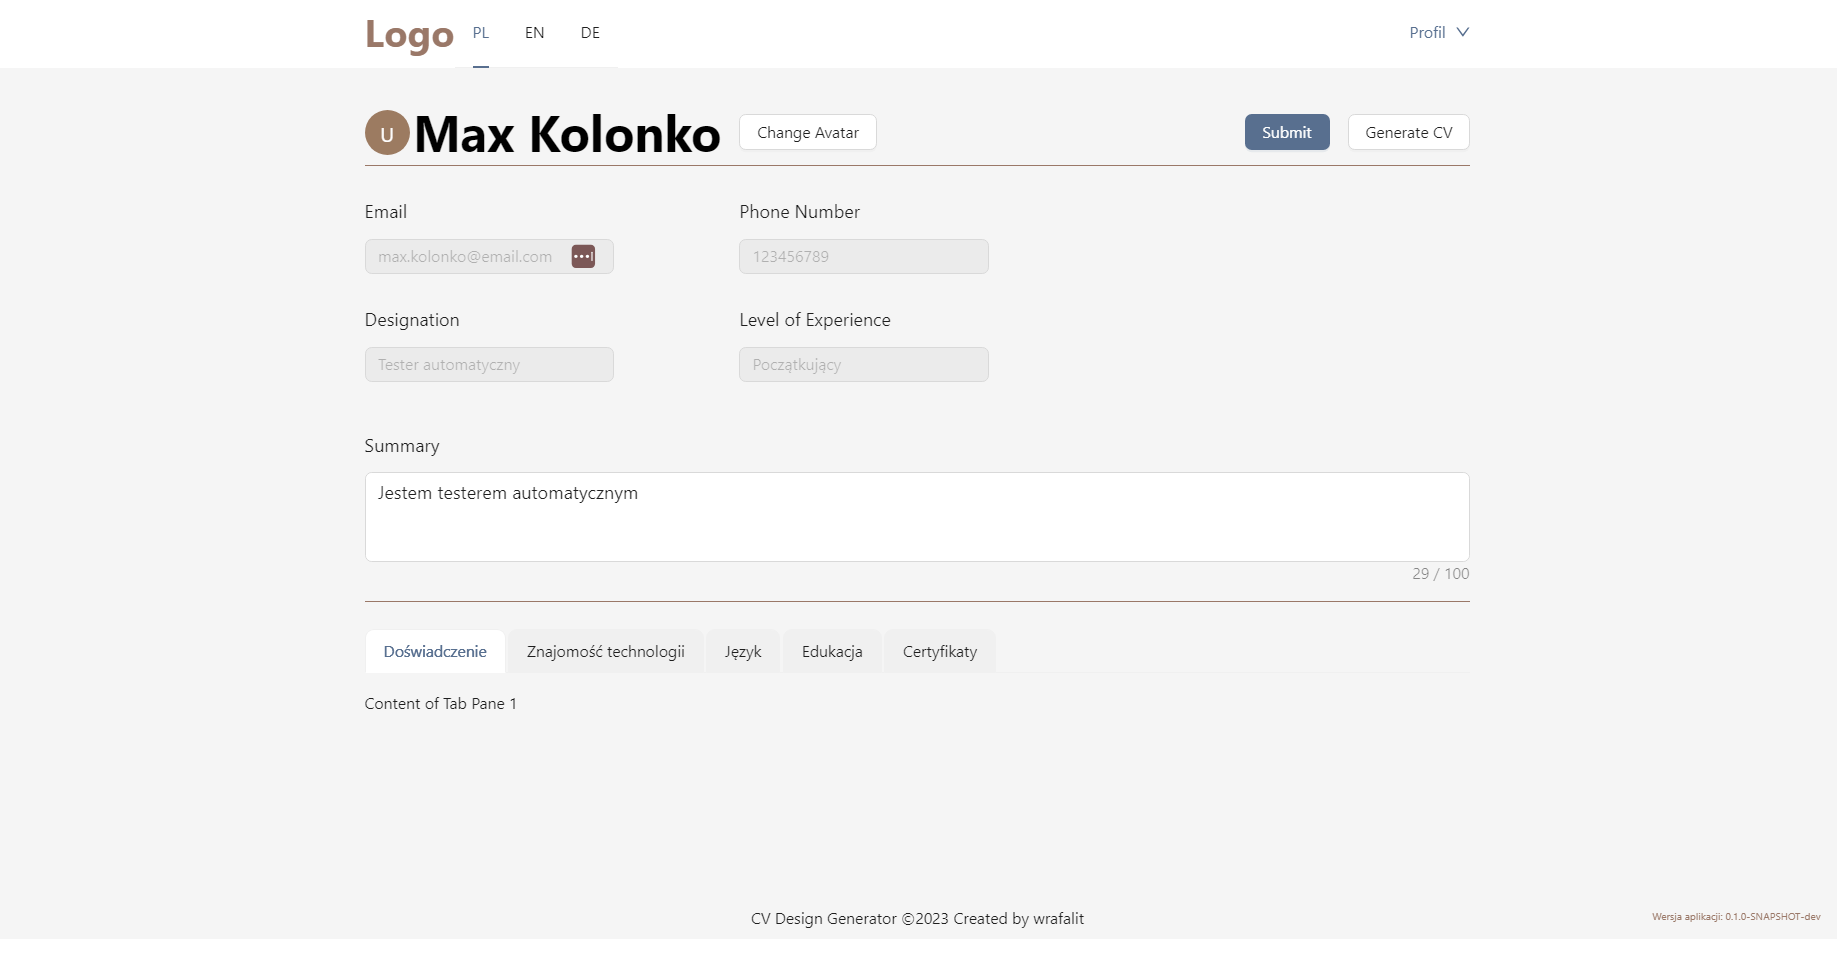 Logo PL EN DE Profil
U Max Kolonko Change Avatar Submit Generate CV
Email Phone Number
max.kolonko@email.com 123456789
Designation Level of Experience
Tester automatyczny Początkujący
Summary
Jestem testerem automatycznym
29 / 100
Doświadczenie Znajomość technologii Język Edukacja Certyfikaty
Content of Tab Pane 1
CV Design Generator ©2023 Created by wrafalit
Wersja aplikacji: 0.1.0-SNAPSHOT-dev